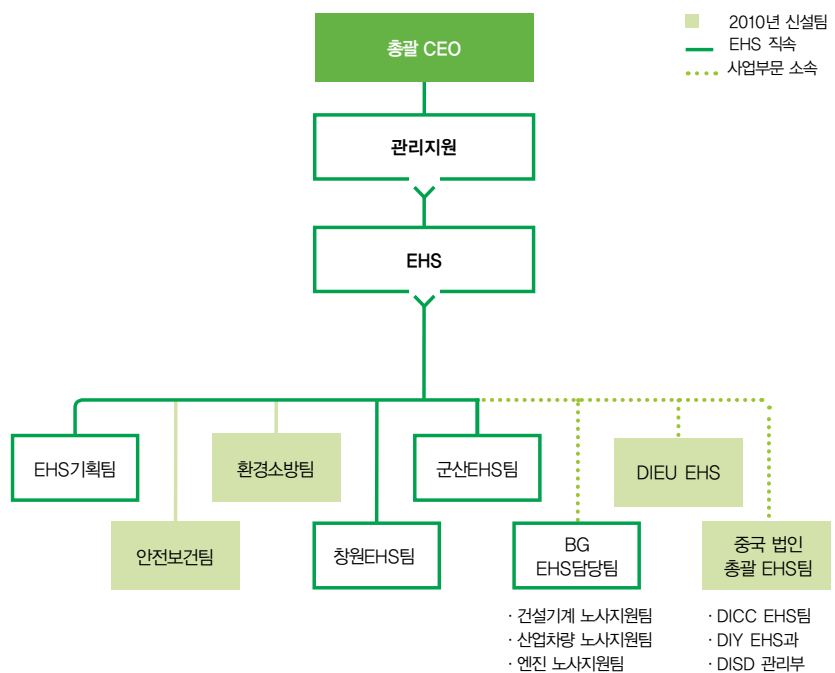 총괄 CEO
2010년 신설팀
EHS 직속
사업부문 소속
관리지원
EHS
EHS기획팀
환경소방팀
군산EHS팀
DIEU EHS
안전보건팀
창원EHS팀
BG
EHS담당팀
중국 법인
총괄 EHS팀
· 건설기계 노사지원팀
· 산업차량 노사지원팀
· 엔진 노사지원팀
· DICC EHS팀
· DIY EHS과
· DISD 관리부